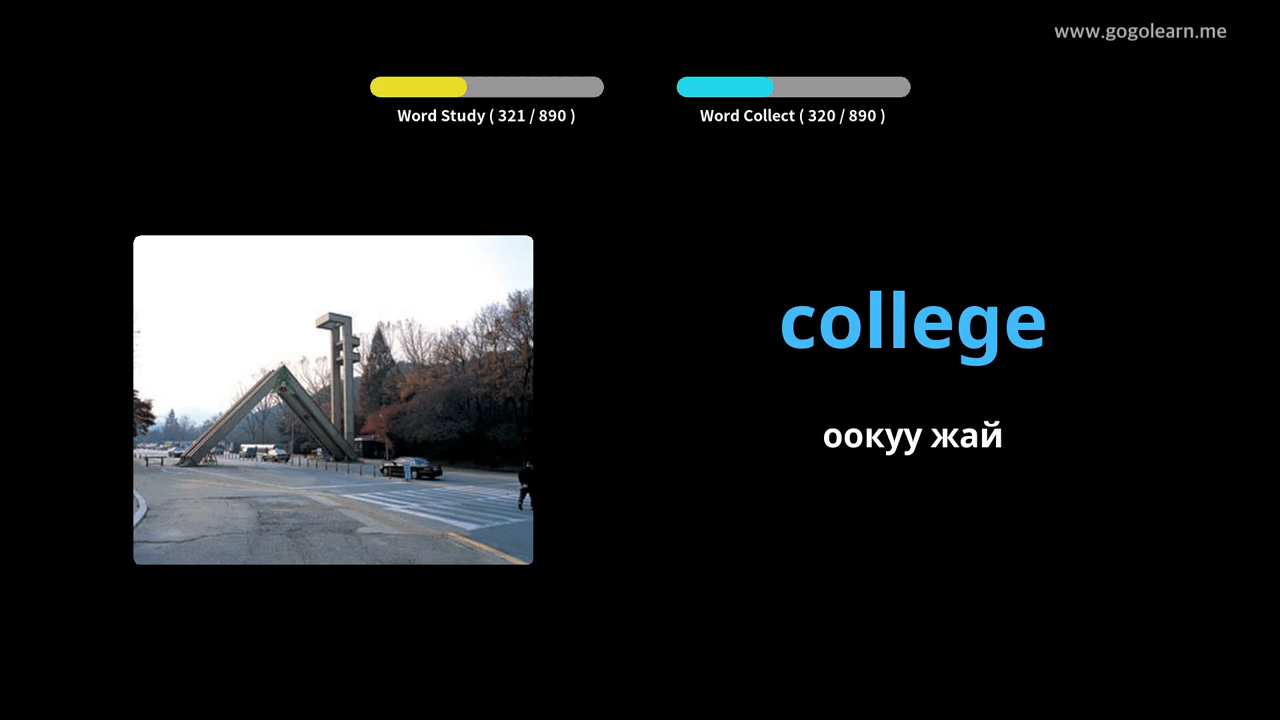 www.gogolearn.me
Word Study ( 321 / 890 )
Word Collect ( 320 / 890 )
college
оокуу жай